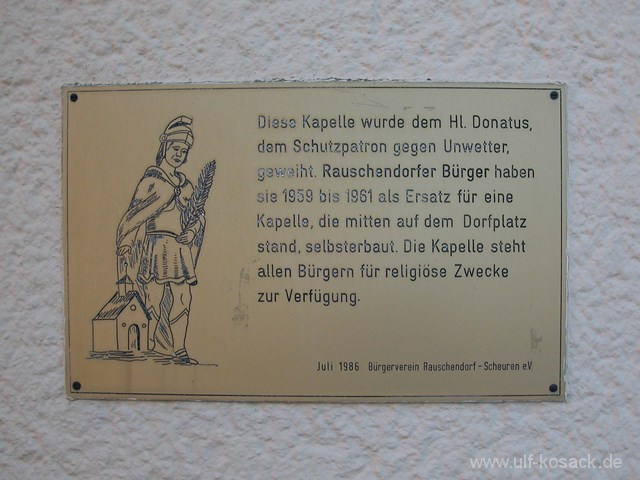 Diese Kapelle wurde dem Hl. Donatus,
dem Schutzpatron gegen Unwetter,
geweiht. Rauschendorfer Bürger haben
sie 1959 bis 1961 als Ersatz für eine
Kapelle, die mitten auf dem Dorfplatz
stand, selbsterbaut. Die Kapelle steht
allen Bürgern für religiöse Zwecke
zur Verfügung.
Juli 1986 Bürgerverein Rauschendorf-Scheuren e.V.
www.ulf-kosack.de